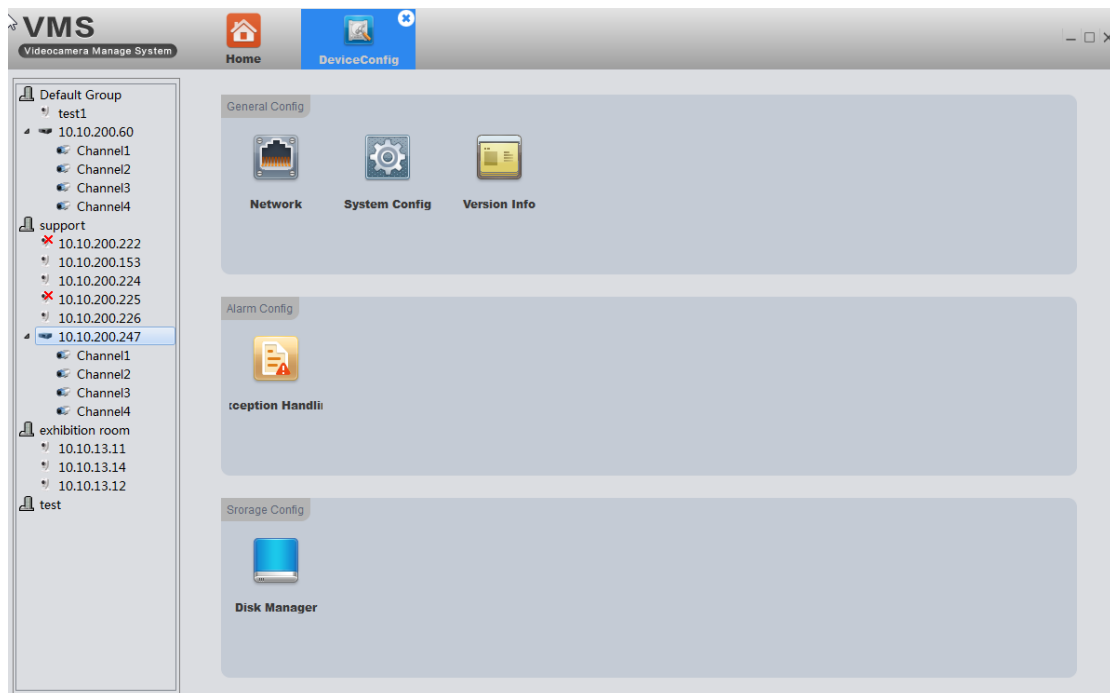 VMS
Videocamera Manage System
Home
DeviceConfig
Default Group
test1
10.10.200.60
Channel1
Channel2
Channel3
Channel4
support
10.10.200.222
10.10.200.153
10.10.200.224
10.10.200.225
10.10.200.226
10.10.200.247
Channel1
Channel2
Channel3
Channel4
exhibition room
10.10.13.11
10.10.13.14
10.10.13.12
test
General Config
Network
System Config
Version Info
Alarm Config
ception Handli
Srorage Config
Disk Manager